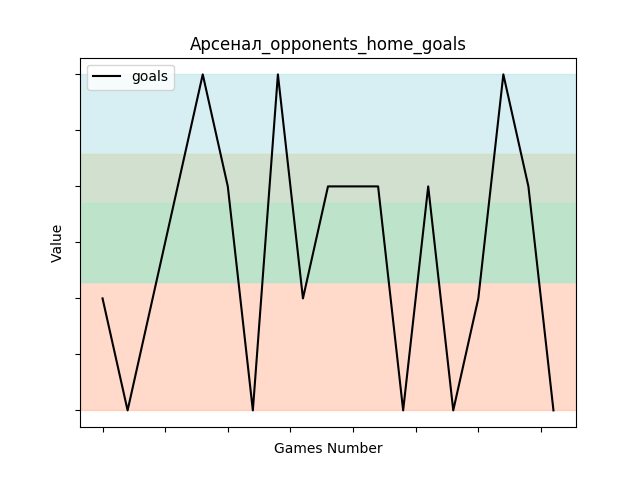 Арсенал_opponents_home_goals
goals
Value
Games Number